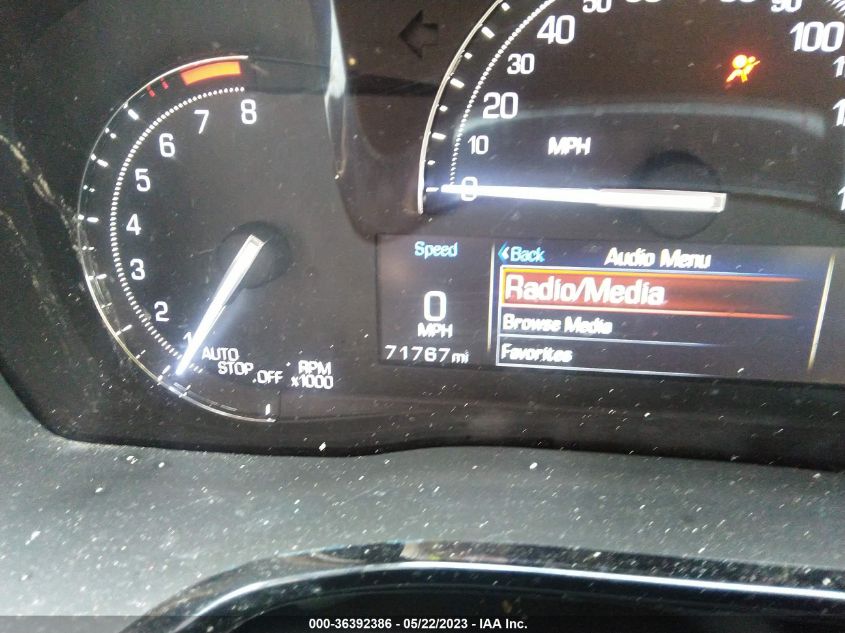 8
7
6
5
4
3
2
1
AUTO
STOP
OFF
RPM
x1000
50
40
30
20
10
0
90
100
MPH
Speed
0
MPH
71767 mi
Back
Audio Menu
Radio/Media
Browse Media
Favorites
000-36392386 - 05/22/2023 - IAA Inc.